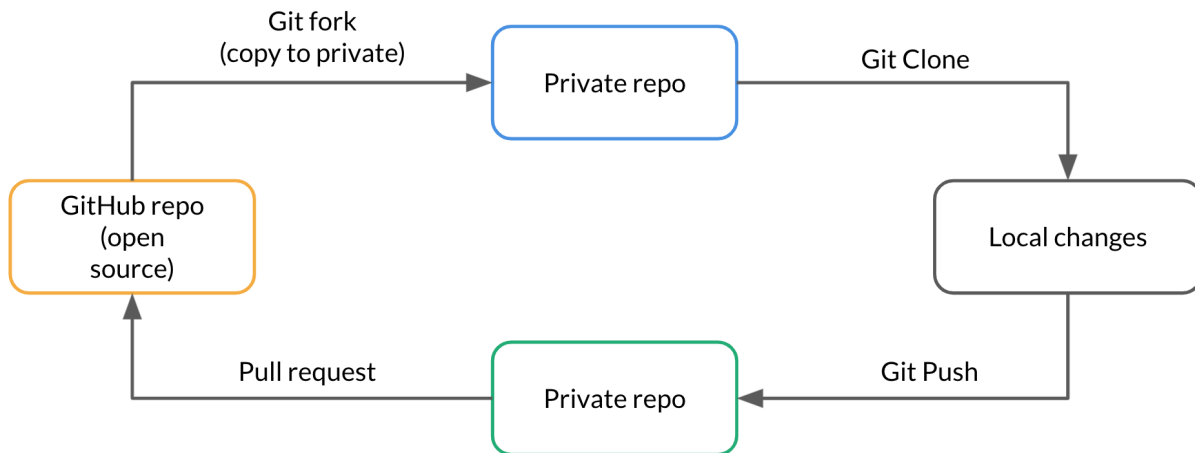 Git fork
(copy to private)
Private repo
Git Clone
GitHub repo
(open
source)
Local changes
Pull request
Private repo
Git Push